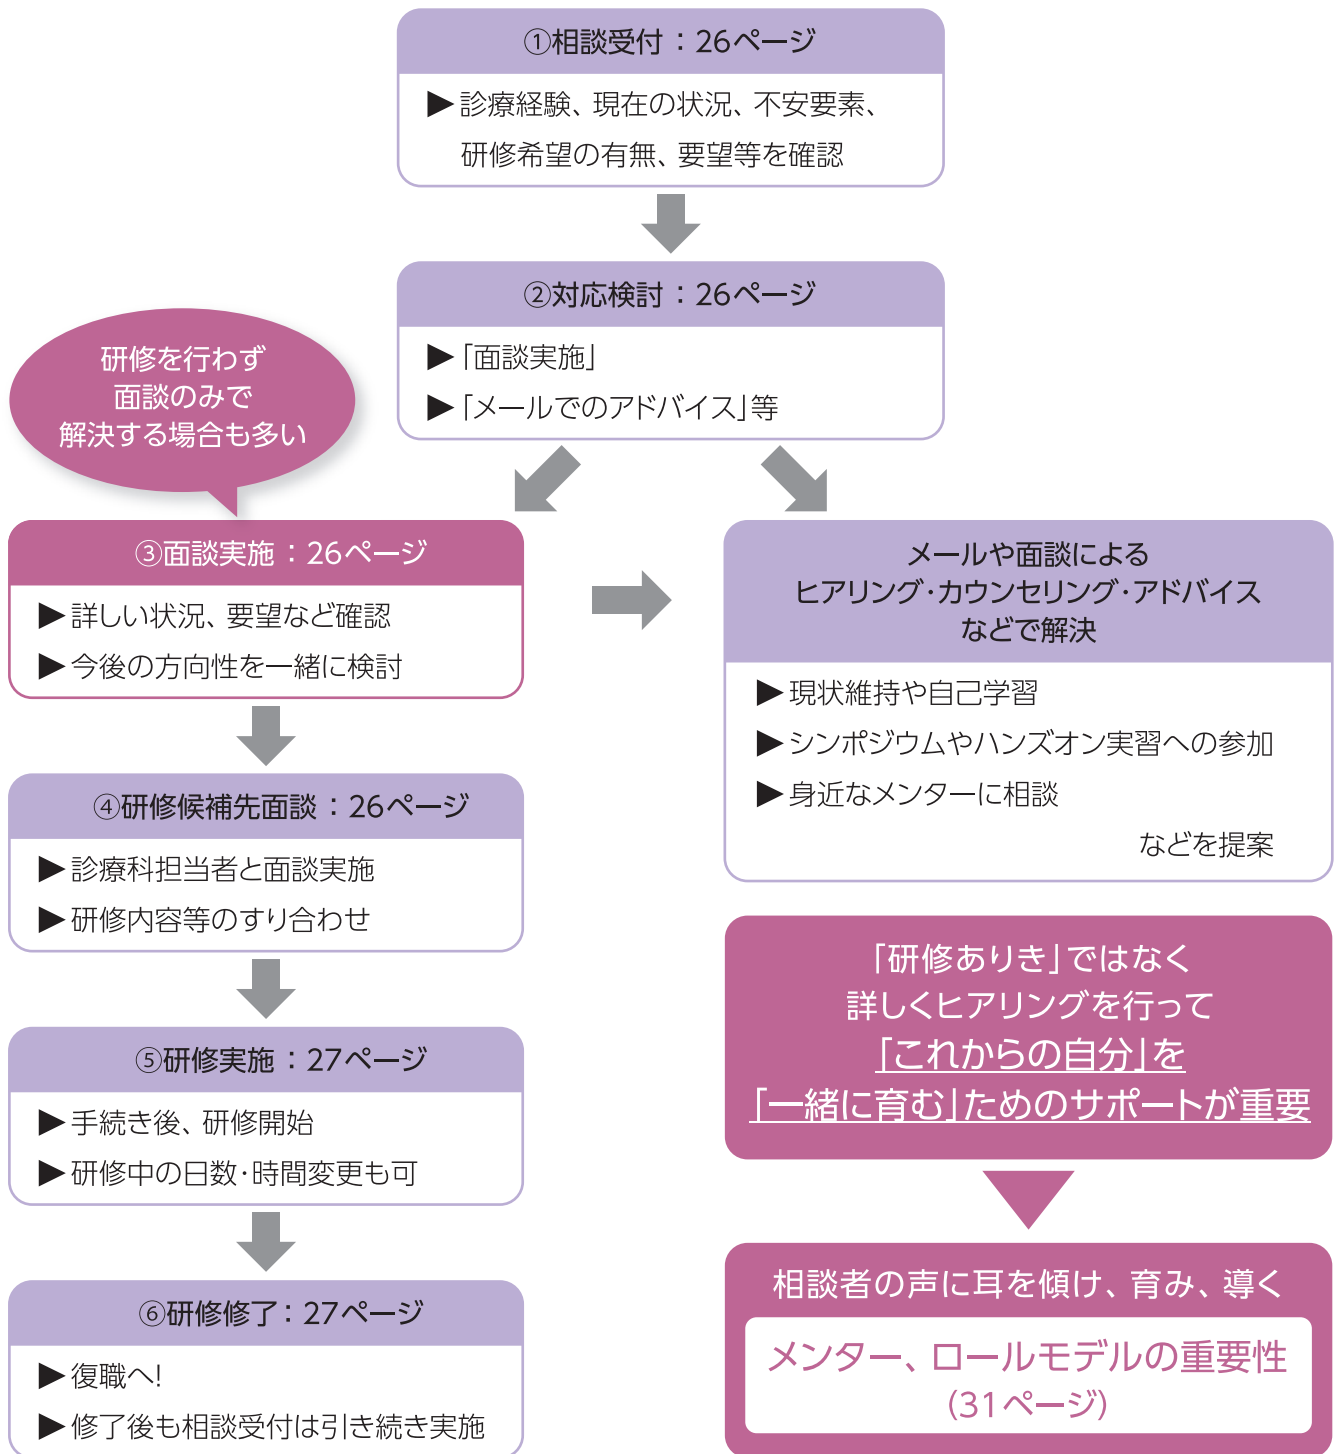 ①相談受付：26ページ
▶診療経験、現在の状況、不安要素、
研修希望の有無、要望等を確認
②対応検討：26ページ
▶「面談実施」
▶「メールでのアドバイス」等
研修を行わず
面談のみで
解決する場合も多い
③面談実施：26ページ
▶詳しい状況、要望など確認
▶今後の方向性を一緒に検討
メールや面談による
ヒアリング･カウンセリング･アドバイス
などで解決
▶現状維持や自己学習
▶シンポジウムやハンズオン実習への参加
▶身近なメンターに相談
などを提案
④研修候補先面談：26ページ
▶診療科担当者と面談実施
▶研修内容等のすり合わせ
⑤研修実施：27ページ
▶手続き後、研修開始
▶研修中の日数･時間変更も可
⑥研修修了：27ページ
▶復職へ!
▶修了後も相談受付は引き続き実施
「研修ありき」ではなく
詳しくヒアリングを行って
「これからの自分」を
「一緒に育む」ためのサポートが重要
相談者の声に耳を傾け、育み、導く
メンター、ロールモデルの重要性
(31ページ)